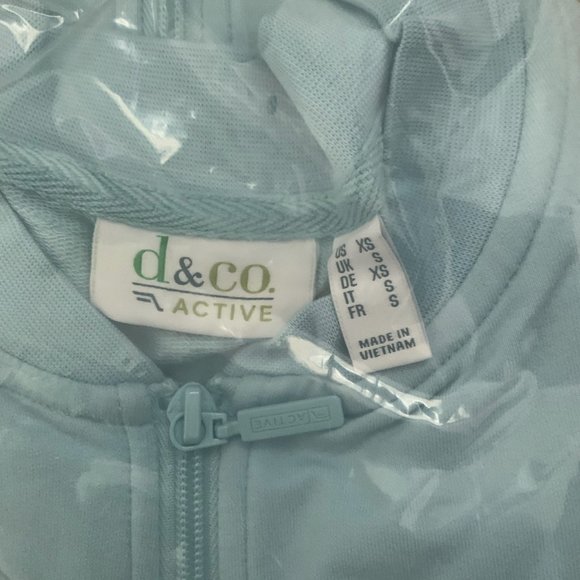 d&co.
ACTIVE
US XS
UK S
DE XS
IT S
FR S
MADE IN
VIETNAM
ACTIVE